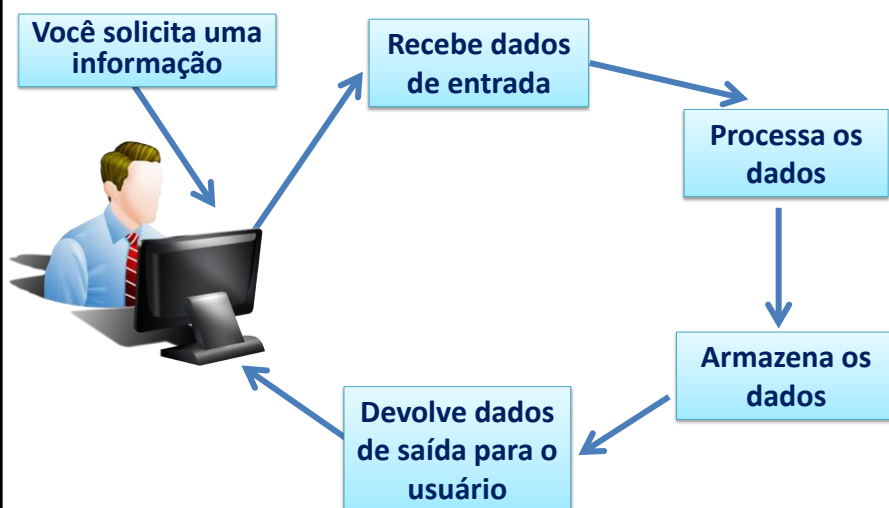 Você solicita uma
informação
Recebe dados
de entrada
Processa os
dados
Armazena os
dados
Devolve dados
de saída para o
usuário